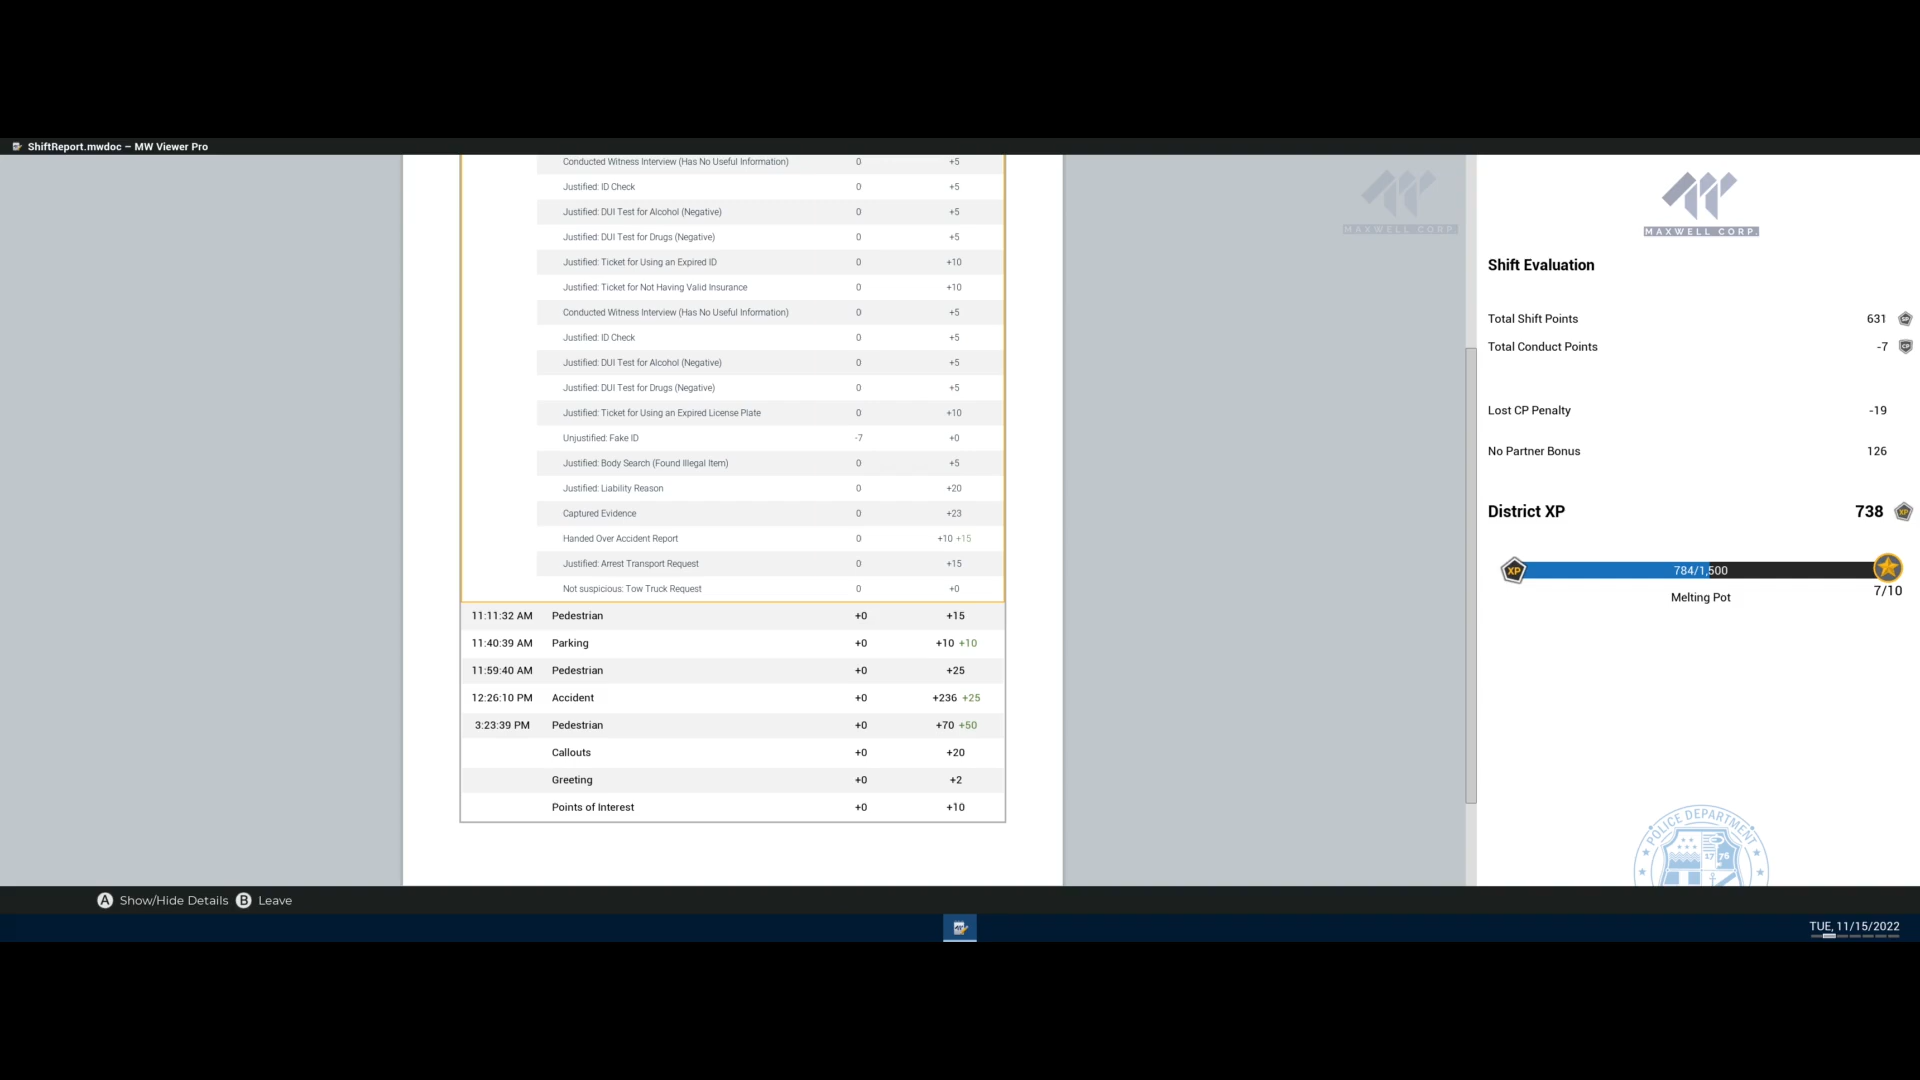 ShiftReport.mwdoc – MW Viewer Pro
Conducted Witness Interview (Has No Useful Information) 0 +5
Justified: ID Check 0 +5
Justified: DUI Test for Alcohol (Negative) 0 +5
Justified: DUI Test for Drugs (Negative) 0 +5
Justified: Ticket for Using an Expired ID 0 +10
Justified: Ticket for Not Having Valid Insurance 0 +10
Conducted Witness Interview (Has No Useful Information) 0 +5
Justified: ID Check 0 +5
Justified: DUI Test for Alcohol (Negative) 0 +5
Justified: DUI Test for Drugs (Negative) 0 +5
Justified: Ticket for Using an Expired License Plate 0 +10
Unjustified: Fake ID -7 +0
Justified: Body Search (Found Illegal Item) 0 +5
Justified: Liability Reason 0 +20
Captured Evidence 0 +23
Handed Over Accident Report 0 +10 +15
Justified: Arrest Transport Request 0 +15
Not suspicious: Tow Truck Request 0 +0
11:11:32 AM Pedestrian +0 +15
11:40:39 AM Parking +0 +10 +10
11:59:40 AM Pedestrian +0 +25
12:26:10 PM Accident +0 +236 +25
3:23:39 PM Pedestrian +0 +70 +50
Callouts +0 +20
Greeting +0 +2
Points of Interest +0 +10
MAXWELL CORP.
MAXWELL CORP.
Shift Evaluation
Total Shift Points 631 SP
Total Conduct Points -7 CP
Lost CP Penalty -19
No Partner Bonus 126
District XP 738 XP
XP 784/1,500
7/10
Melting Pot
POLICE DEPARTMENT
1776
A Show/Hide Details B Leave
TUE, 11/15/2022